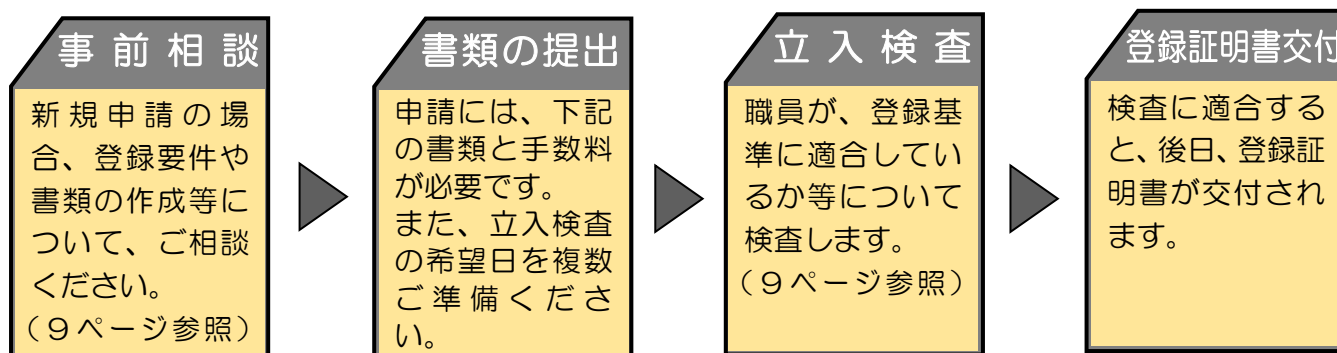 事前相談
新規申請の場
合、登録要件や
書類の作成等に
ついて、ご相談
ください。
(9ページ参照)
書類の提出
申請には、下記
の書類と手数料
が必要です。
また、立入検査
の希望日を複数
ご準備くださ
い。
立入検査
職員が、登録基
準に適合してい
るか等について
検査します。
(9ページ参照)
登録証明書交付
検査に適合する
と、後日、登録証
明書が交付され
ます。